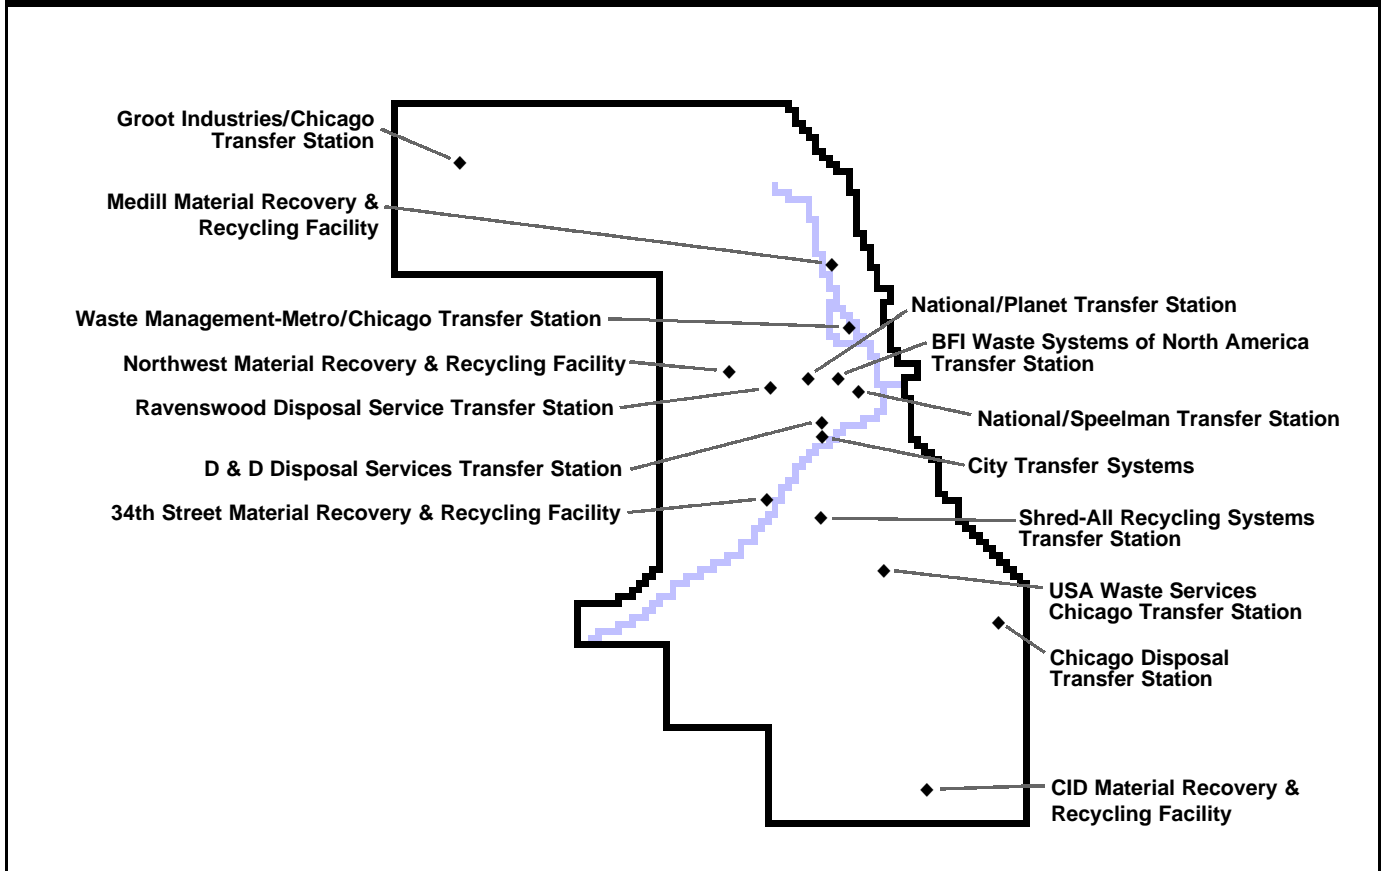 Groot Industries/Chicago
Transfer Station
Medill Material Recovery &
Recycling Facility
Waste Management-Metro/Chicago Transfer Station
Northwest Material Recovery & Recycling Facility
Ravenswood Disposal Service Transfer Station
D & D Disposal Services Transfer Station
34th Street Material Recovery & Recycling Facility
National/Planet Transfer Station
BFI Waste Systems of North America
Transfer Station
National/Speelman Transfer Station
City Transfer Systems
Shred-All Recycling Systems
Transfer Station
USA Waste Services
Chicago Transfer Station
Chicago Disposal
Transfer Station
CID Material Recovery &
Recycling Facility